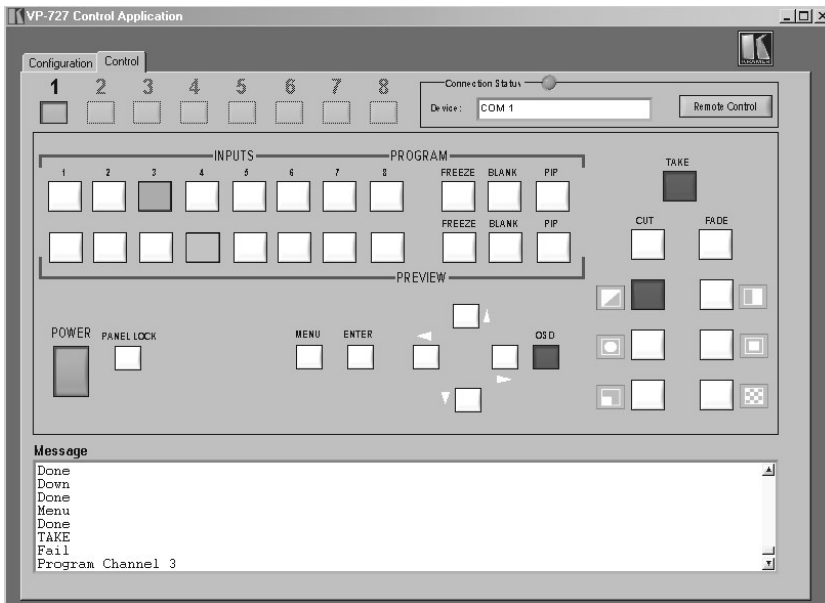 VP-727 Control Application
KRAMER
Configuration Control
1 2 3 4 5 6 7 8
Connection Status
Device: COM 1
Remote Control
INPUTS PROGRAM
1 2 3 4 5 6 7 8 FREEZE BLANK PIP
TAKE
FREEZE BLANK PIP
CUT FADE
PREVIEW
POWER PANEL LOCK MENU ENTER OSD
Message
Done
Down
Done
Menu
Done
TAKE
Fail
Program Channel 3